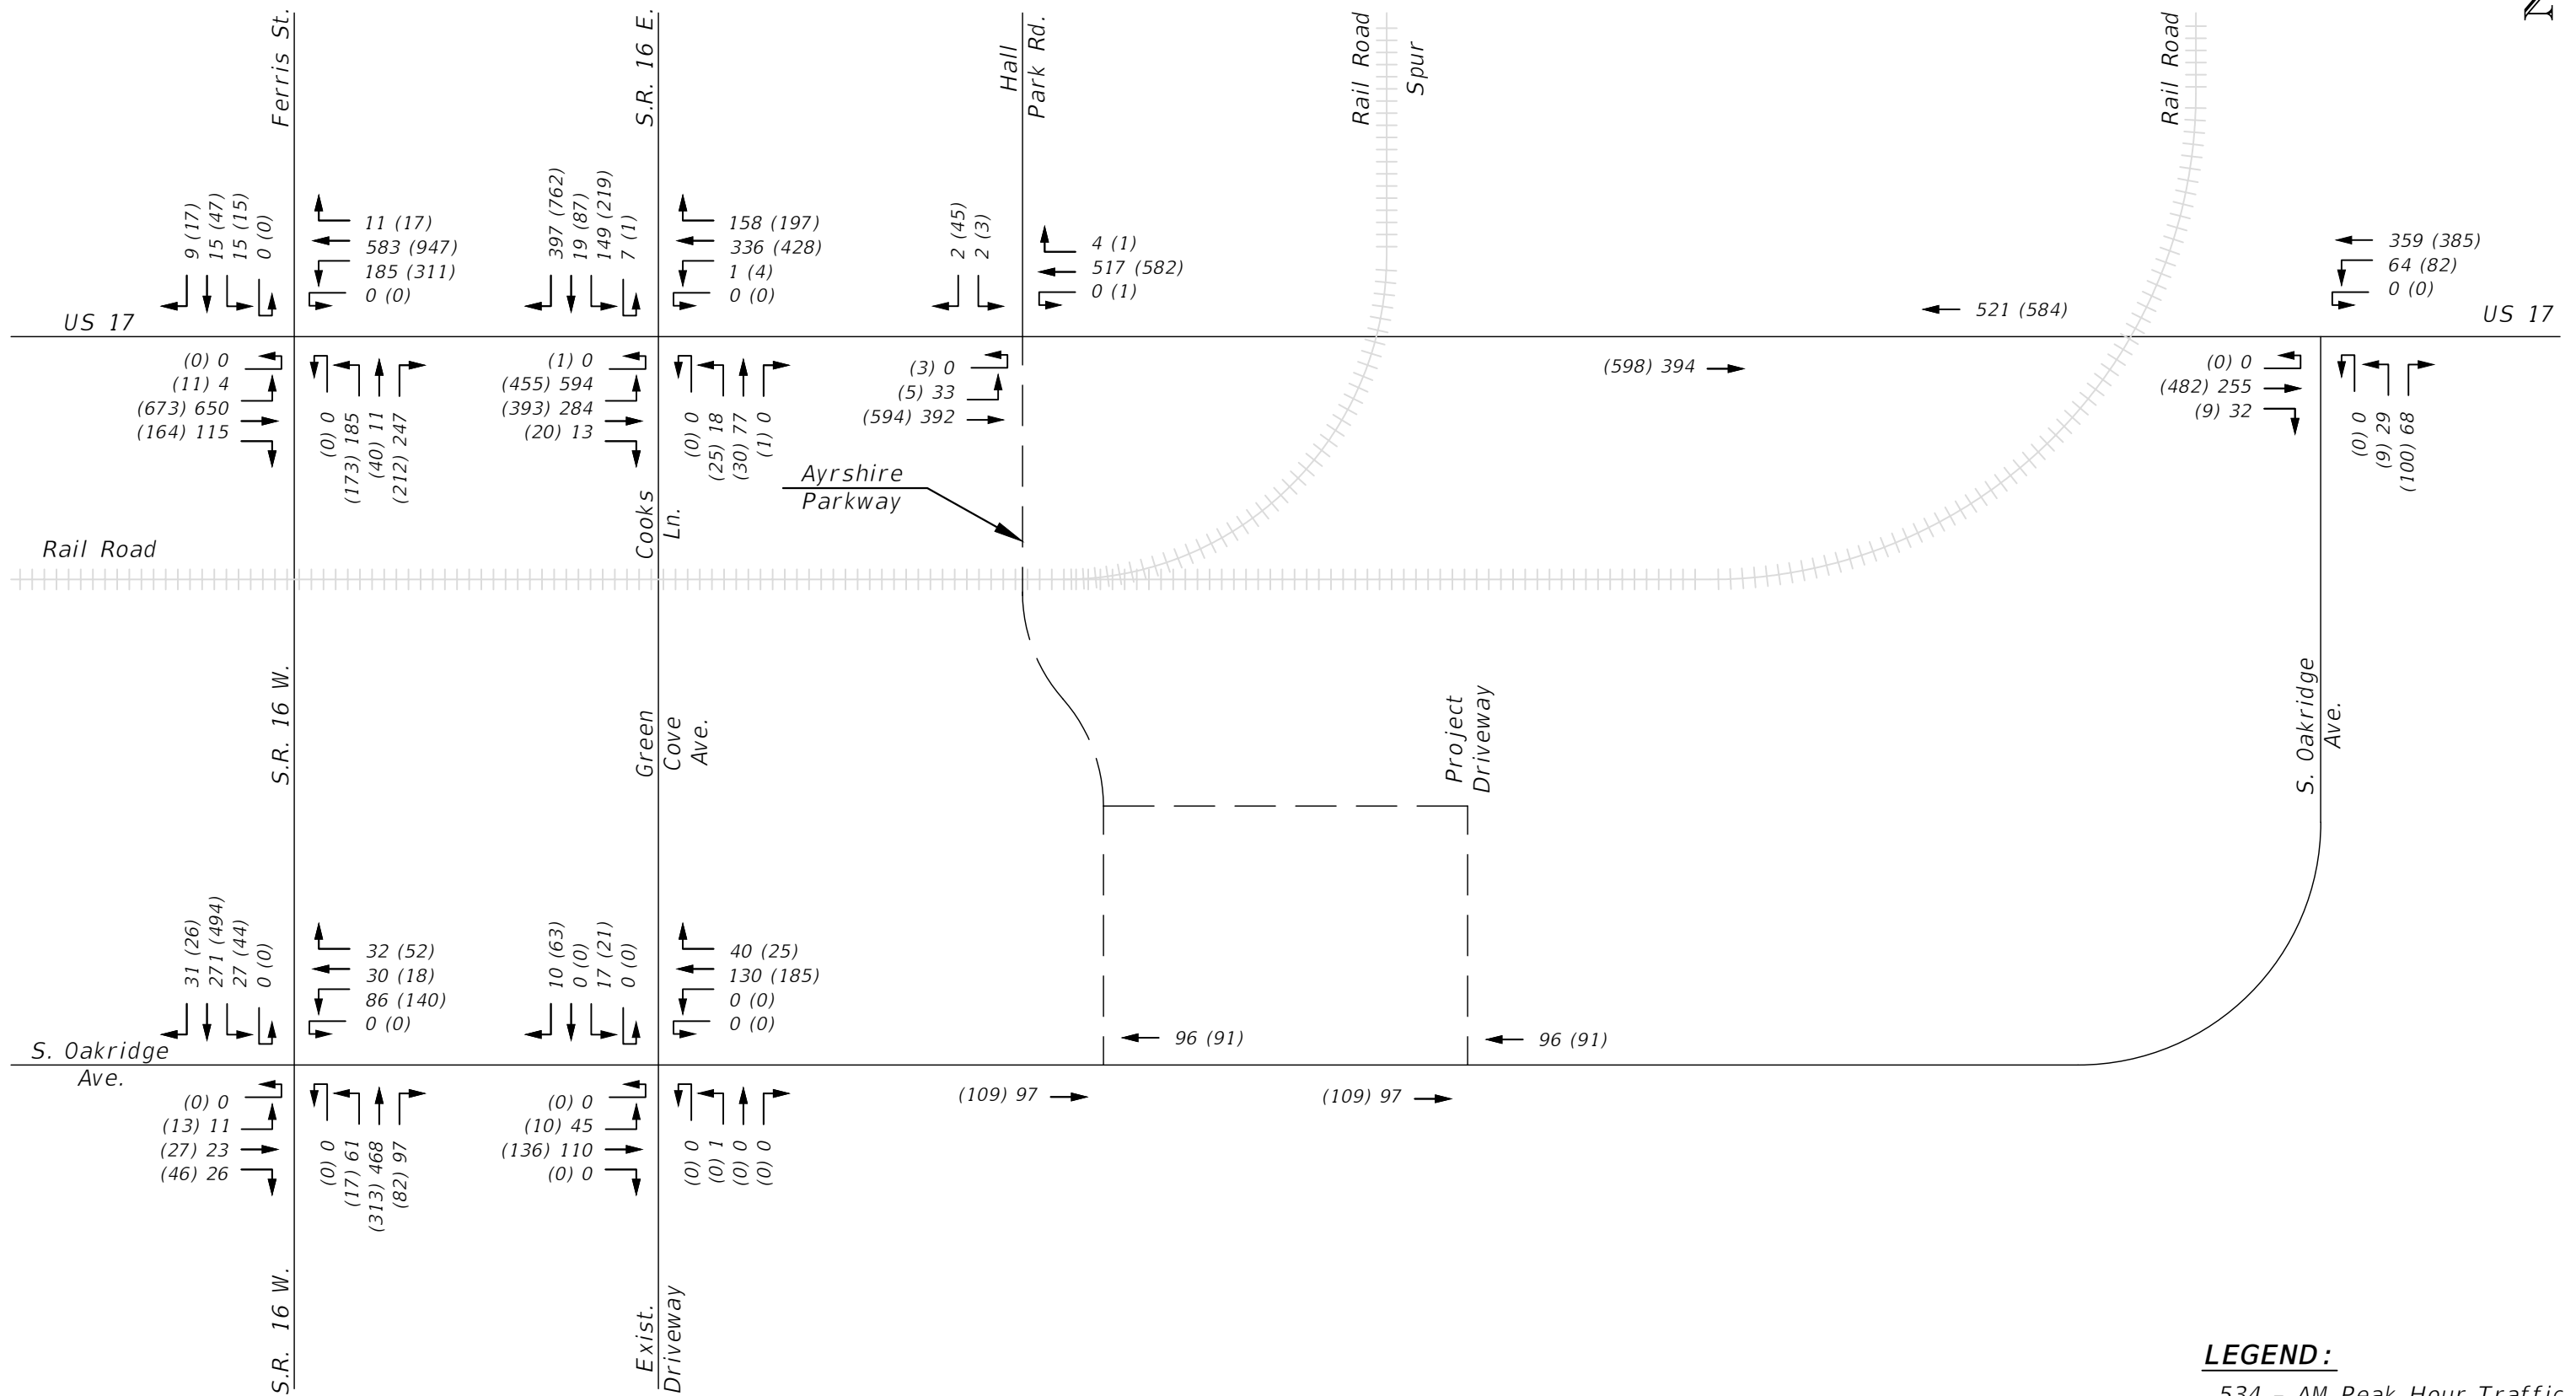 Ferris St.
S.R. 16 E.
Hall
Park Rd.
Rail Road
Spur
Rail Road
N
9 (17)
15 (47)
15 (15)
0 (0)
11 (17)
583 (947)
185 (311)
0 (0)
397 (762)
19 (87)
149 (219)
7 (1)
158 (197)
336 (428)
1 (4)
0 (0)
2 (45)
2 (3)
4 (1)
517 (582)
0 (1)
521 (584)
359 (385)
64 (82)
0 (0)
US 17
US 17
(0) 0
(11) 4
(673) 650
(164) 115
(0) 0
(173) 185
(40) 11
(212) 247
(1) 0
(455) 594
(393) 284
(20) 13
(0) 0
(25) 18
(30) 77
(1) 0
(3) 0
(5) 33
(594) 392
(598) 394
(0) 0
(482) 255
(9) 32
(0) 0
(9) 29
(100) 68
Ayrshire
Parkway
Cooks
Ln.
Rail Road
S.R. 16 W.
Green
Cove
Ave.
Project
Driveway
S. Oakridge
Ave.
31 (26)
271 (494)
27 (44)
0 (0)
32 (52)
30 (18)
86 (140)
0 (0)
10 (63)
0 (0)
17 (21)
0 (0)
40 (25)
130 (185)
0 (0)
0 (0)
96 (91)
96 (91)
S. Oakridge
Ave.
(0) 0
(13) 11
(27) 23
(46) 26
(0) 0
(17) 61
(313) 468
(82) 97
(0) 0
(10) 45
(136) 110
(0) 0
(0) 0
(0) 1
(0) 0
(0) 0
(109) 97
(109) 97
S.R. 16 W.
Exist.
Driveway
LEGEND:
534 - AM Peak Hour Traffic